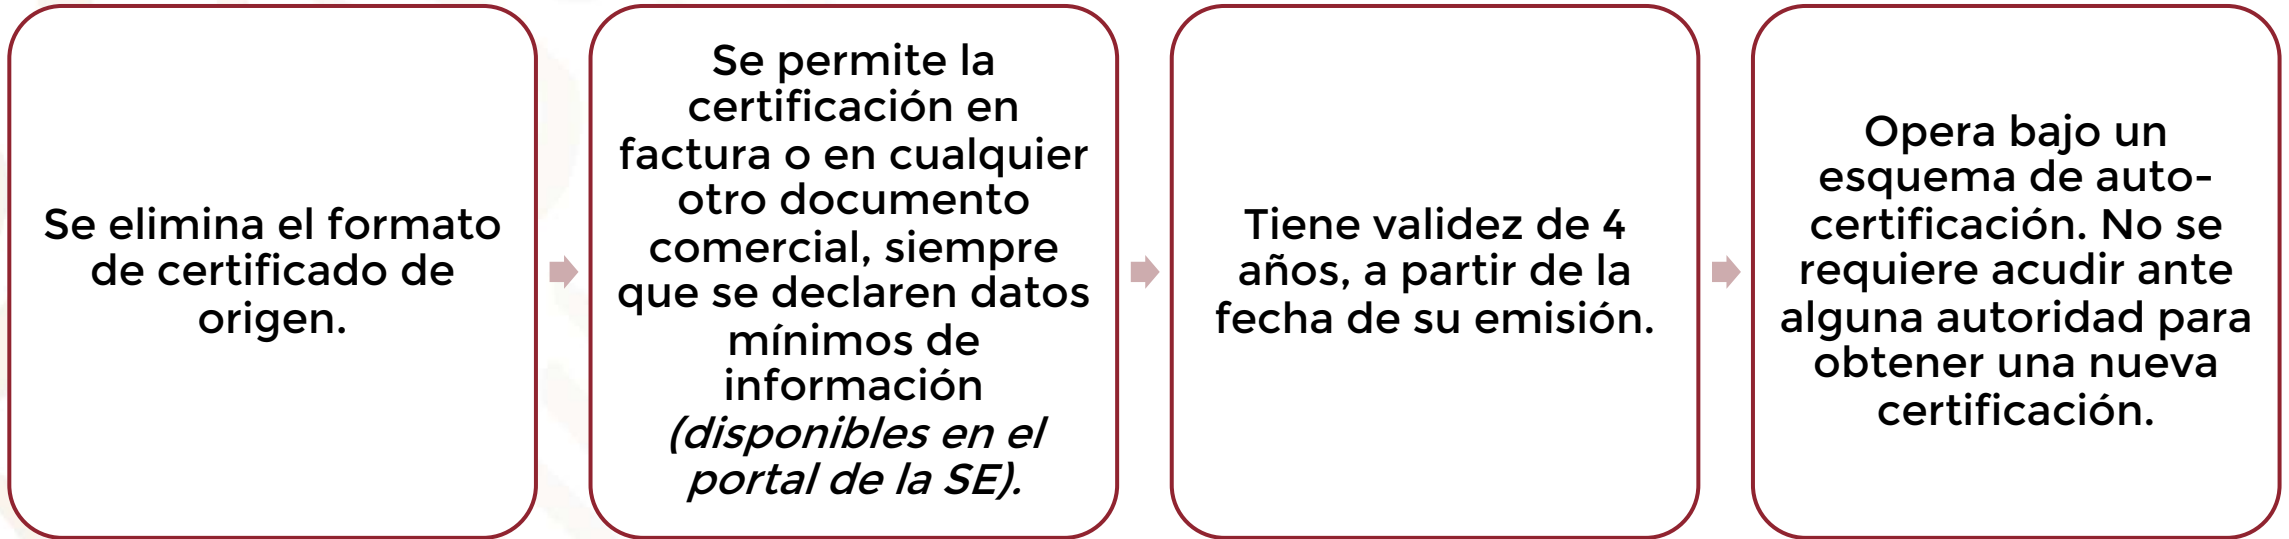 Se elimina el formato
de certificado de
origen.
Se permite la
certificación en
factura o en cualquier
otro documento
comercial, siempre
que se declaren datos
mínimos de
información
(disponibles en el
portal de la SE).
Tiene validez de 4
años, a partir de la
fecha de su emisión.
Opera bajo un
esquema de auto-
certificación. No se
requiere acudir ante
alguna autoridad para
obtener una nueva
certificación.